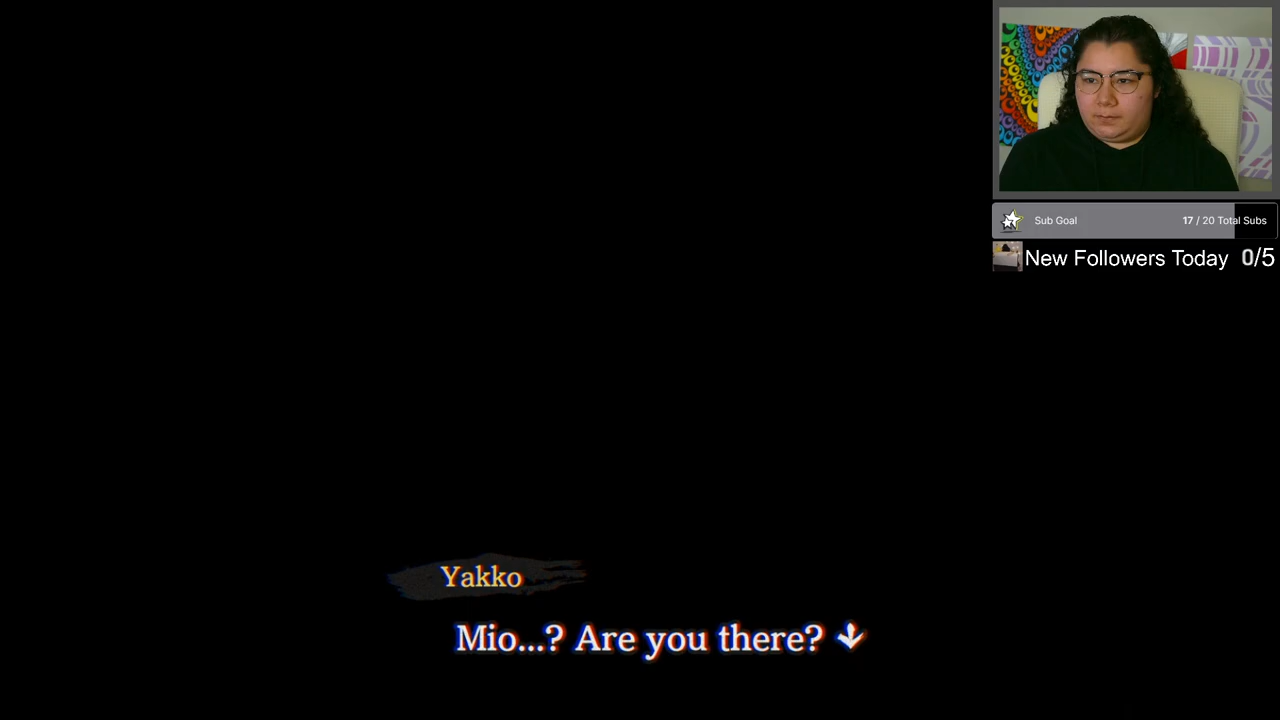 Sub Goal 17 / 20 Total Subs
New Followers Today 0/5
Yakko
Mio...? Are you there?